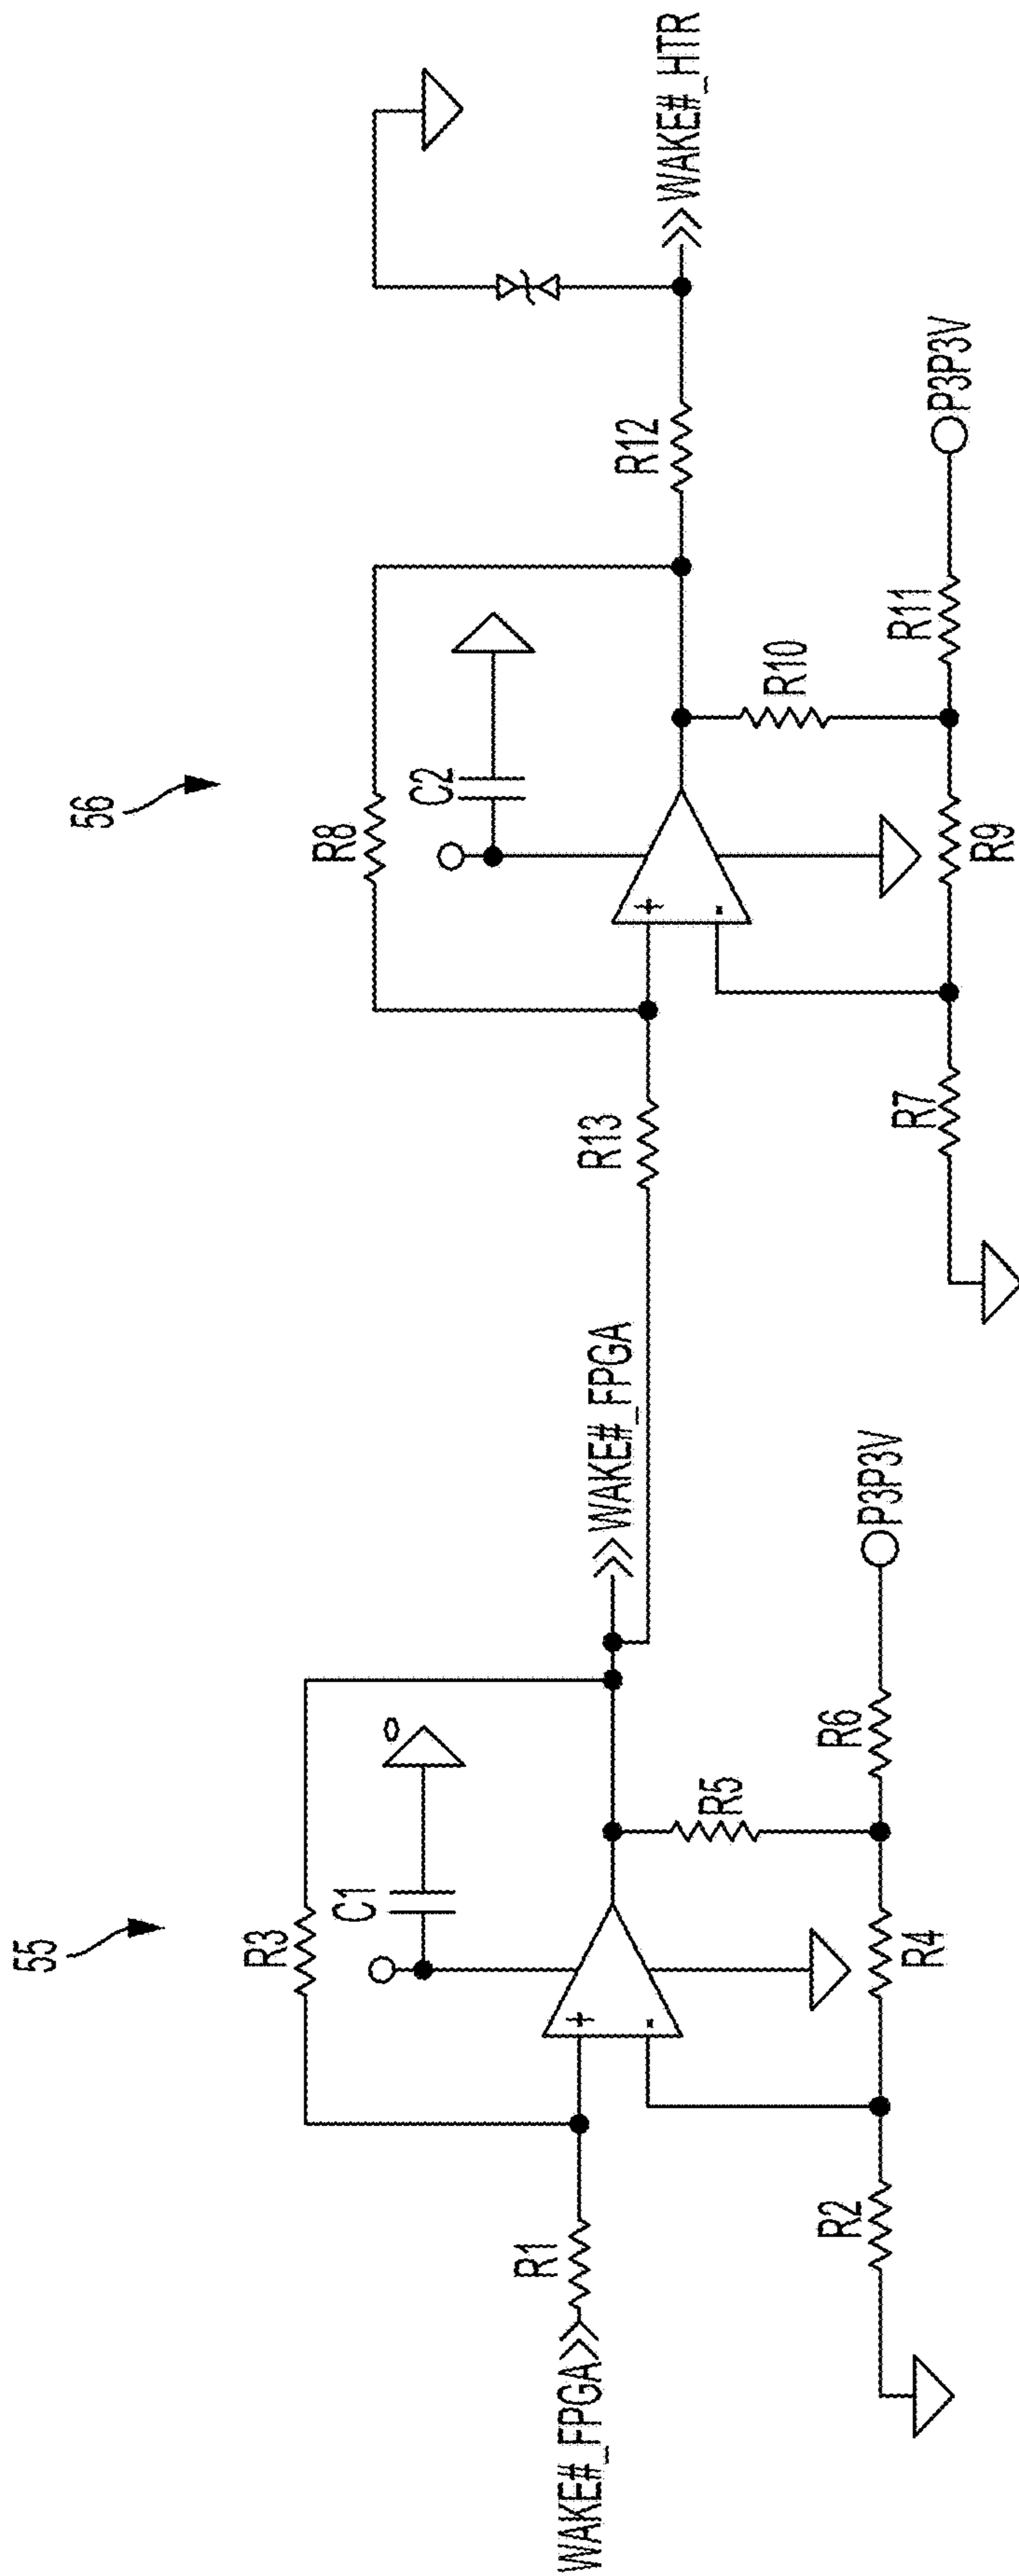 55
56
WAKE#_FPGA
R1
R2
R3
C1
0
+
-
R4
R5
R6
P3P3V
WAKE#_FPGA
R13
R7
R8
C2
+
-
R9
R10
R11
P3P3V
R12
WAKE#_HTR